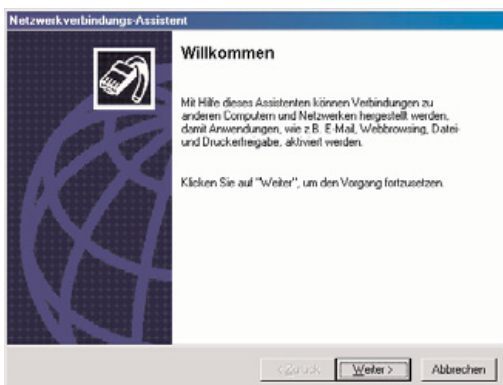 Netzwerkverbindungs-Assistent
Willkommen
Mit Hilfe dieses Assistenten können Verbindungen zu
anderen Computern und Netzwerken hergestellt werden,
damit Anwendungen, wie z.B. E-Mail, Webbrowsing, Datei-
und Druckerfreigabe, aktiviert werden.
Klicken Sie auf "Weiter", um den Vorgang fortzusetzen.
< Zurück Weiter > Abbrechen